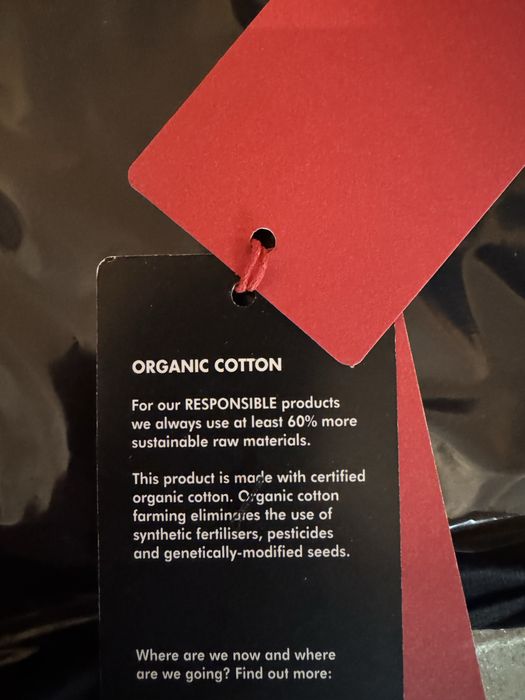 ORGANIC COTTON
For our RESPONSIBLE products
we always use at least 60% more
sustainable raw materials.
This product is made with certified
organic cotton. Organic cotton
farming eliminates the use of
synthetic fertilisers, pesticides
and genetically-modified seeds.
Where are we now and where
are we going? Find out more: